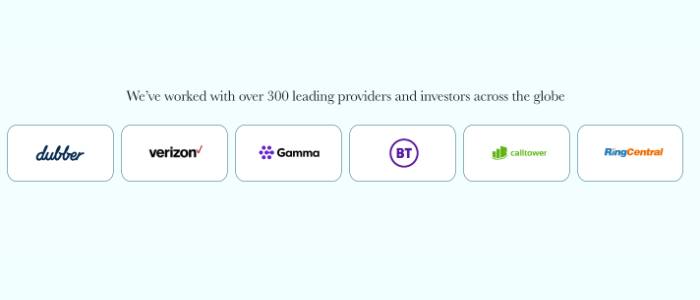 We've worked with over 300 leading providers and investors across the globe
dubber
verizon
Gamma
BT
calltower
RingCentral